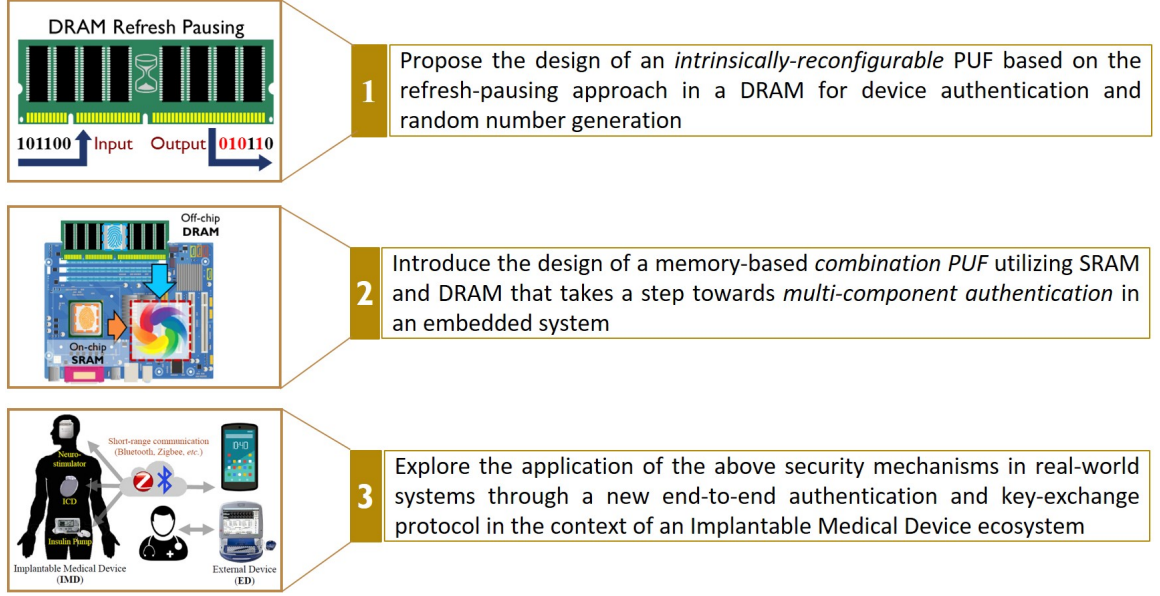 DRAM Refresh Pausing
101100 Input Output 010110
1
Propose the design of an intrinsically-reconfigurable PUF based on the
refresh-pausing approach in a DRAM for device authentication and
random number generation
Off-chip
DRAM
On-chip
SRAM
2
Introduce the design of a memory-based combination PUF utilizing SRAM
and DRAM that takes a step towards multi-component authentication in
an embedded system
Short-range communication
(Bluetooth, Zigbee, etc.)
Neuro-
stimulator
ICD
Insulin Pump
Implantable Medical Device
(IMD)
External Device
(ED)
3
Explore the application of the above security mechanisms in real-world
systems through a new end-to-end authentication and key-exchange
protocol in the context of an Implantable Medical Device ecosystem